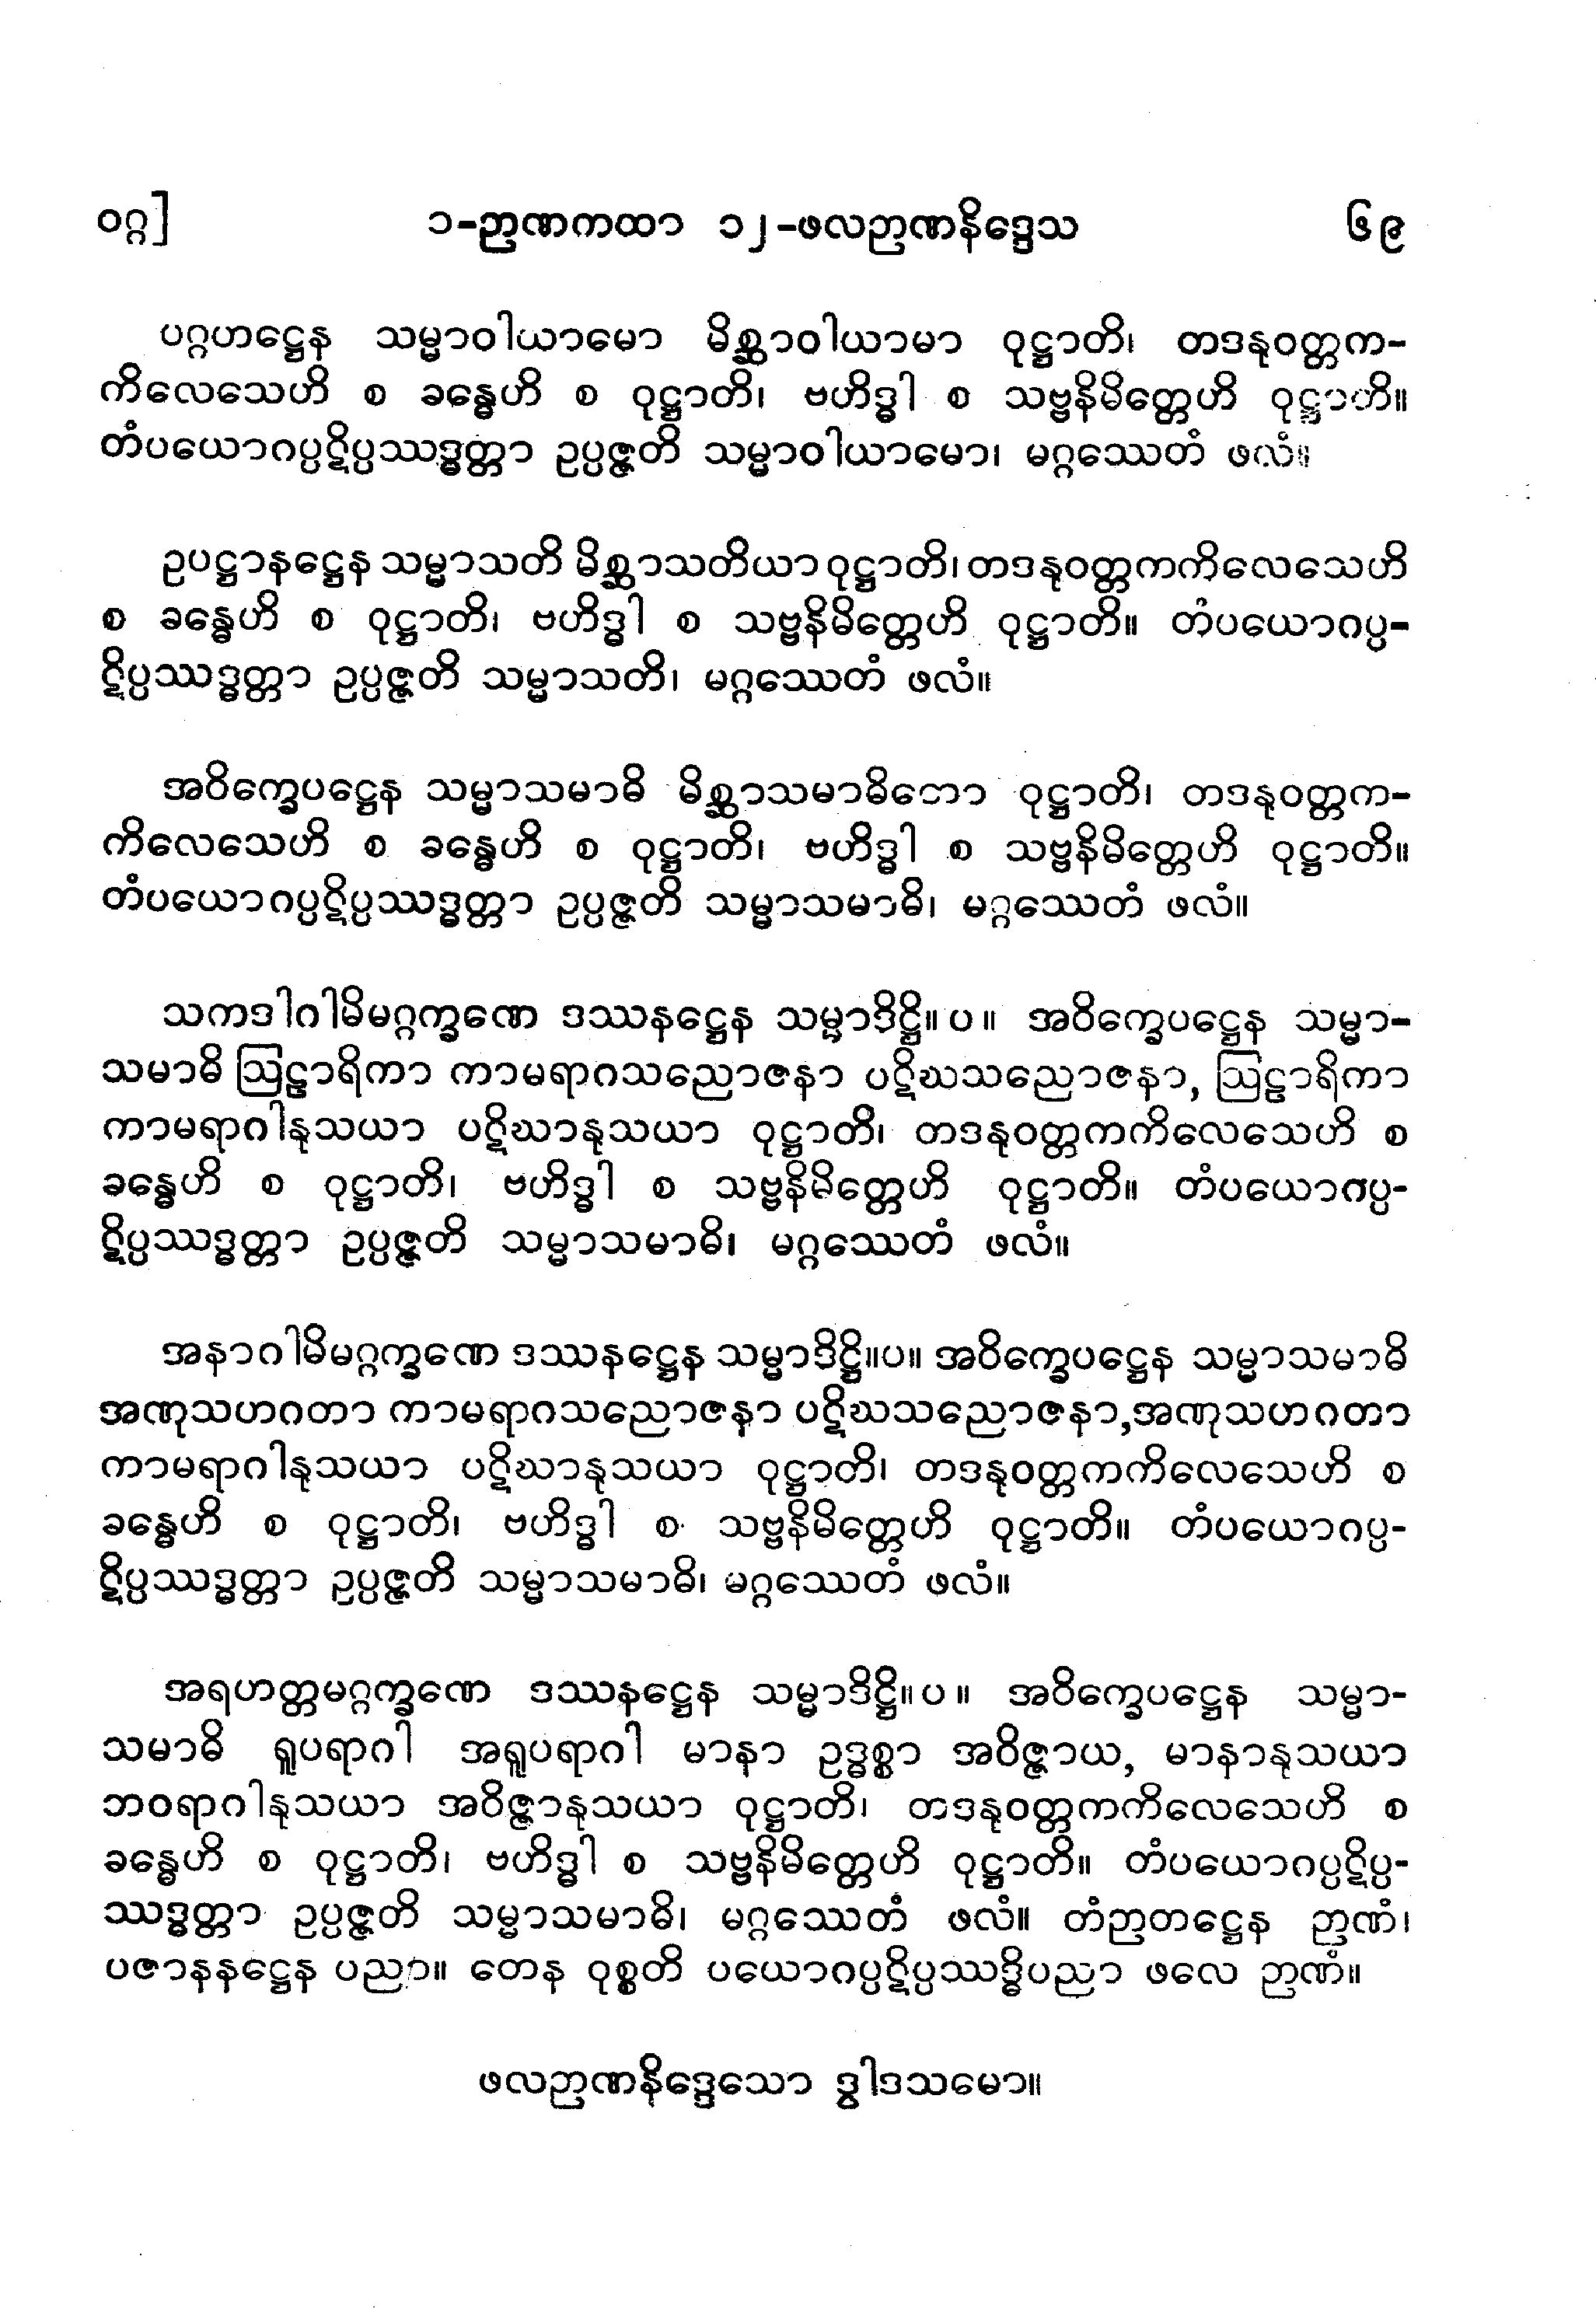 ဝဂ္ဂ] ၁-ဉာဏကထာ ၁၂-ဖလဉာဏနိဒ္ဒေသ ၆၉
ပဂ္ဂဟဋ္ဌေန သမ္မာဝါယာမော မိစ္ဆာဝါယာမာ ဝုဋ္ဌာတိ၊ တဒနုဝတ္တက-
ကိလေသေဟိ စ ခန္ဓေဟိ စ ဝုဋ္ဌာတိ၊ ဗဟိဒ္ဓါ စ သဗ္ဗနိမိတ္တေဟိ ဝုဋ္ဌာတိ။
တံပယောဂပ္ပဋိပ္ပဿဒ္ဓတ္တာ ဥပ္ပဇ္ဇတိ သမ္မာဝါယာမော၊ မဂ္ဂဿေတံ ဖလံ။
ဥပဋ္ဌာနဋ္ဌေန သမ္မာသတိ မိစ္ဆာသတိယာ ဝုဋ္ဌာတိ၊ တဒနုဝတ္တကကိလေသေဟိ
စ ခန္ဓေဟိ စ ဝုဋ္ဌာတိ၊ ဗဟိဒ္ဓါ စ သဗ္ဗနိမိတ္တေဟိ ဝုဋ္ဌာတိ။ တံပယောဂပ္ပ-
ဋိပ္ပဿဒ္ဓတ္တာ ဥပ္ပဇ္ဇတိ သမ္မာသတိ၊ မဂ္ဂဿေတံ ဖလံ။
အဝိက္ခေပဋ္ဌေန သမ္မာသမာဓိ မိစ္ဆာသမာဓိတော ဝုဋ္ဌာတိ၊ တဒနုဝတ္တက-
ကိလေသေဟိ စ ခန္ဓေဟိ စ ဝုဋ္ဌာတိ၊ ဗဟိဒ္ဓါ စ သဗ္ဗနိမိတ္တေဟိ ဝုဋ္ဌာတိ။
တံပယောဂပ္ပဋိပ္ပဿဒ္ဓတ္တာ ဥပ္ပဇ္ဇတိ သမ္မာသမာဓိ၊ မဂ္ဂဿေတံ ဖလံ။
သကဒါဂါမိမဂ္ဂက္ခဏေ ဒဿနဋ္ဌေန သမ္မာဒိဋ္ဌိ။ပ။ အဝိက္ခေပဋ္ဌေန သမ္မာ-
သမာဓိ ဩဠာရိကာ ကာမရာဂသညောဇနာ ပဋိဃသညောဇနာ, ဩဠာရိကာ
ကာမရာဂါနုသယာ ပဋိဃာနုသယာ ဝုဋ္ဌာတိ၊ တဒနုဝတ္တကကိလေသေဟိ စ
ခန္ဓေဟိ စ ဝုဋ္ဌာတိ၊ ဗဟိဒ္ဓါ စ သဗ္ဗနိမိတ္တေဟိ ဝုဋ္ဌာတိ။ တံပယောဂပ္ပ-
ဋိပ္ပဿဒ္ဓတ္တာ ဥပ္ပဇ္ဇတိ သမ္မာသမာဓိ၊ မဂ္ဂဿေတံ ဖလံ။
အနာဂါမိမဂ္ဂက္ခဏေ ဒဿနဋ္ဌေန သမ္မာဒိဋ္ဌိ။ပ။ အဝိက္ခေပဋ္ဌေန သမ္မာသမာဓိ
အဏုသဟဂတာ ကာမရာဂသညောဇနာ ပဋိဃသညောဇနာ, အဏုသဟဂတာ
ကာမရာဂါနုသယာ ပဋိဃာနုသယာ ဝုဋ္ဌာတိ၊ တဒနုဝတ္တကကိလေသေဟိ စ
ခန္ဓေဟိ စ ဝုဋ္ဌာတိ၊ ဗဟိဒ္ဓါ စ သဗ္ဗနိမိတ္တေဟိ ဝုဋ္ဌာတိ။ တံပယောဂပ္ပ-
ဋိပ္ပဿဒ္ဓတ္တာ ဥပ္ပဇ္ဇတိ သမ္မာသမာဓိ၊ မဂ္ဂဿေတံ ဖလံ။
အရဟတ္တမဂ္ဂက္ခဏေ ဒဿနဋ္ဌေန သမ္မာဒိဋ္ဌိ။ပ။ အဝိက္ခေပဋ္ဌေန သမ္မာ-
သမာဓိ ရူပရာဂါ အရူပရာဂါ မာနာ ဥဒ္ဓစ္စာ အဝိဇ္ဇာယ, မာနာနုသယာ
ဘဝရာဂါနုသယာ အဝိဇ္ဇာနုသယာ ဝုဋ္ဌာတိ၊ တဒနုဝတ္တကကိလေသေဟိ စ
ခန္ဓေဟိ စ ဝုဋ္ဌာတိ၊ ဗဟိဒ္ဓါ စ သဗ္ဗနိမိတ္တေဟိ ဝုဋ္ဌာတိ။ တံပယောဂပ္ပဋိပ္ပ-
ဿဒ္ဓတ္တာ ဥပ္ပဇ္ဇတိ သမ္မာသမာဓိ၊ မဂ္ဂဿေတံ ဖလံ။ တံဉာတဋ္ဌေန ဉာဏံ၊
ပဇာနနဋ္ဌေန ပညာ။ တေန ဝုစ္စတိ ပယောဂပ္ပဋိပ္ပဿဒ္ဓိပညာ ဖလေ ဉာဏံ။
ဖလဉာဏနိဒ္ဒေသော ဒွါဒသမော။